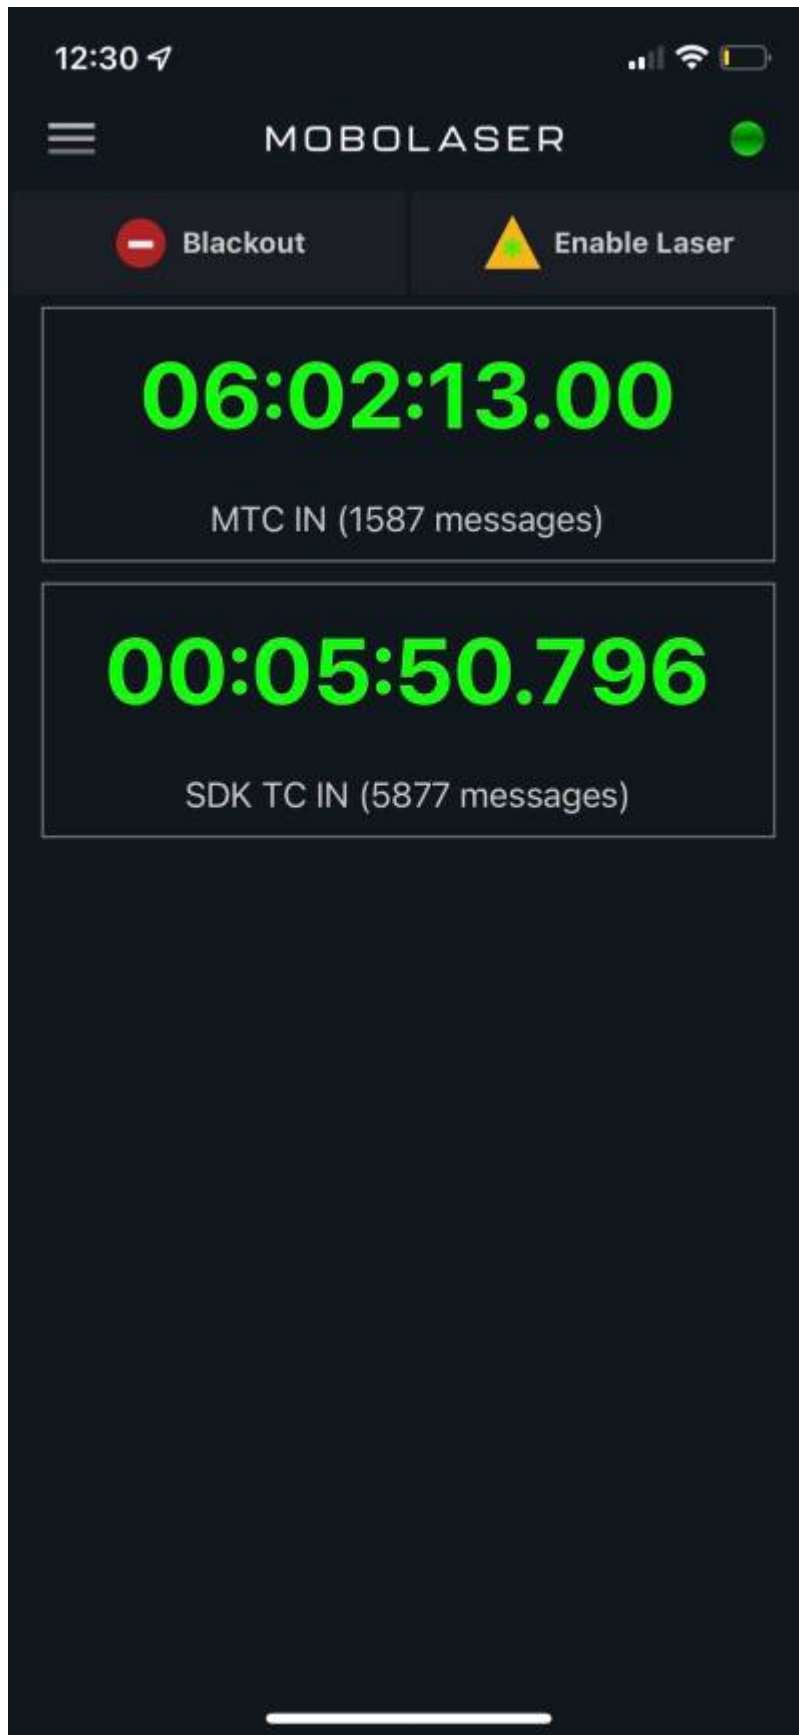 12:30
MOBOLASER
Blackout
Enable Laser
06:02:13.00
MTC IN (1587 messages)
00:05:50.796
SDK TC IN (5877 messages)